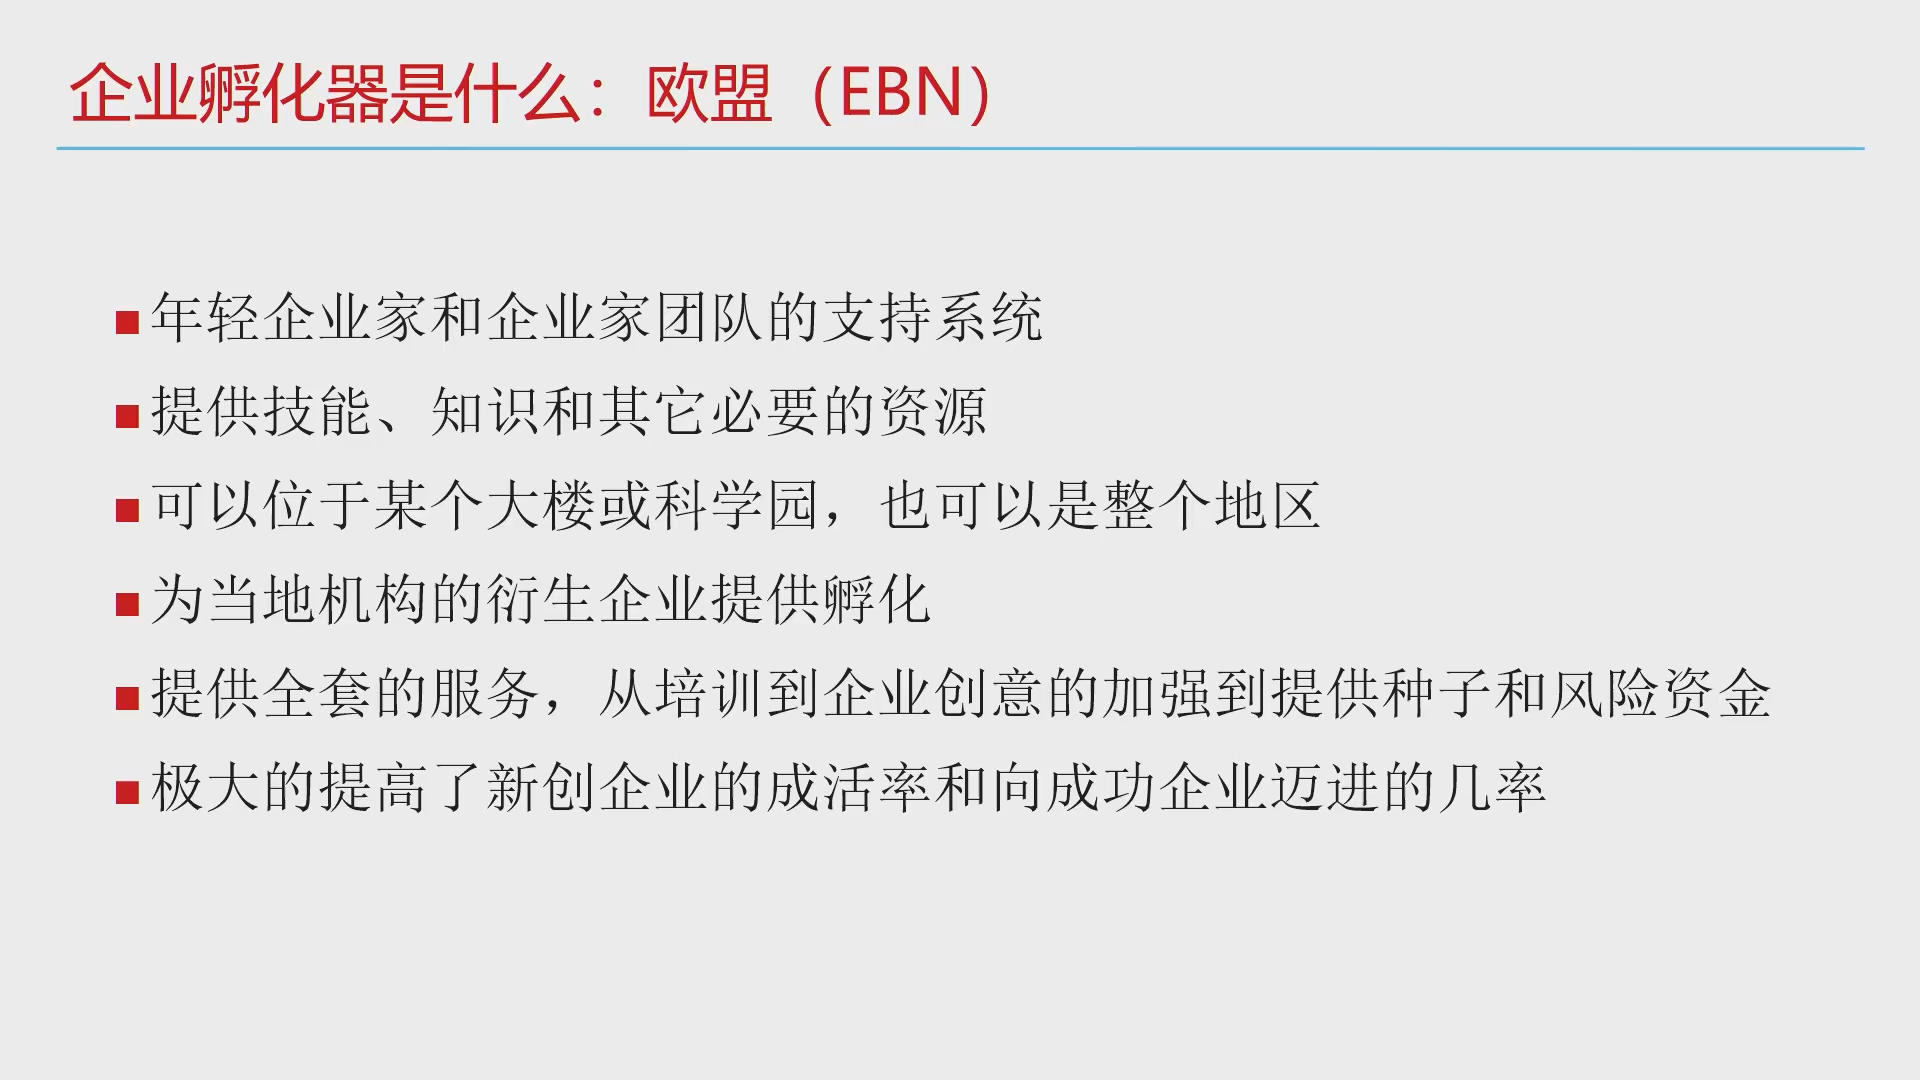 企业孵化器是什么：欧盟（EBN）
年轻企业家和企业家团队的支持系统
提供技能、知识和其它必要的资源
可以位于某个大楼或科学园，也可以是整个地区
为当地机构的衍生企业提供孵化
提供全套的服务，从培训到企业创意的加强到提供种子和风险资金
极大的提高了新创企业的成活率和向成功企业迈进的几率